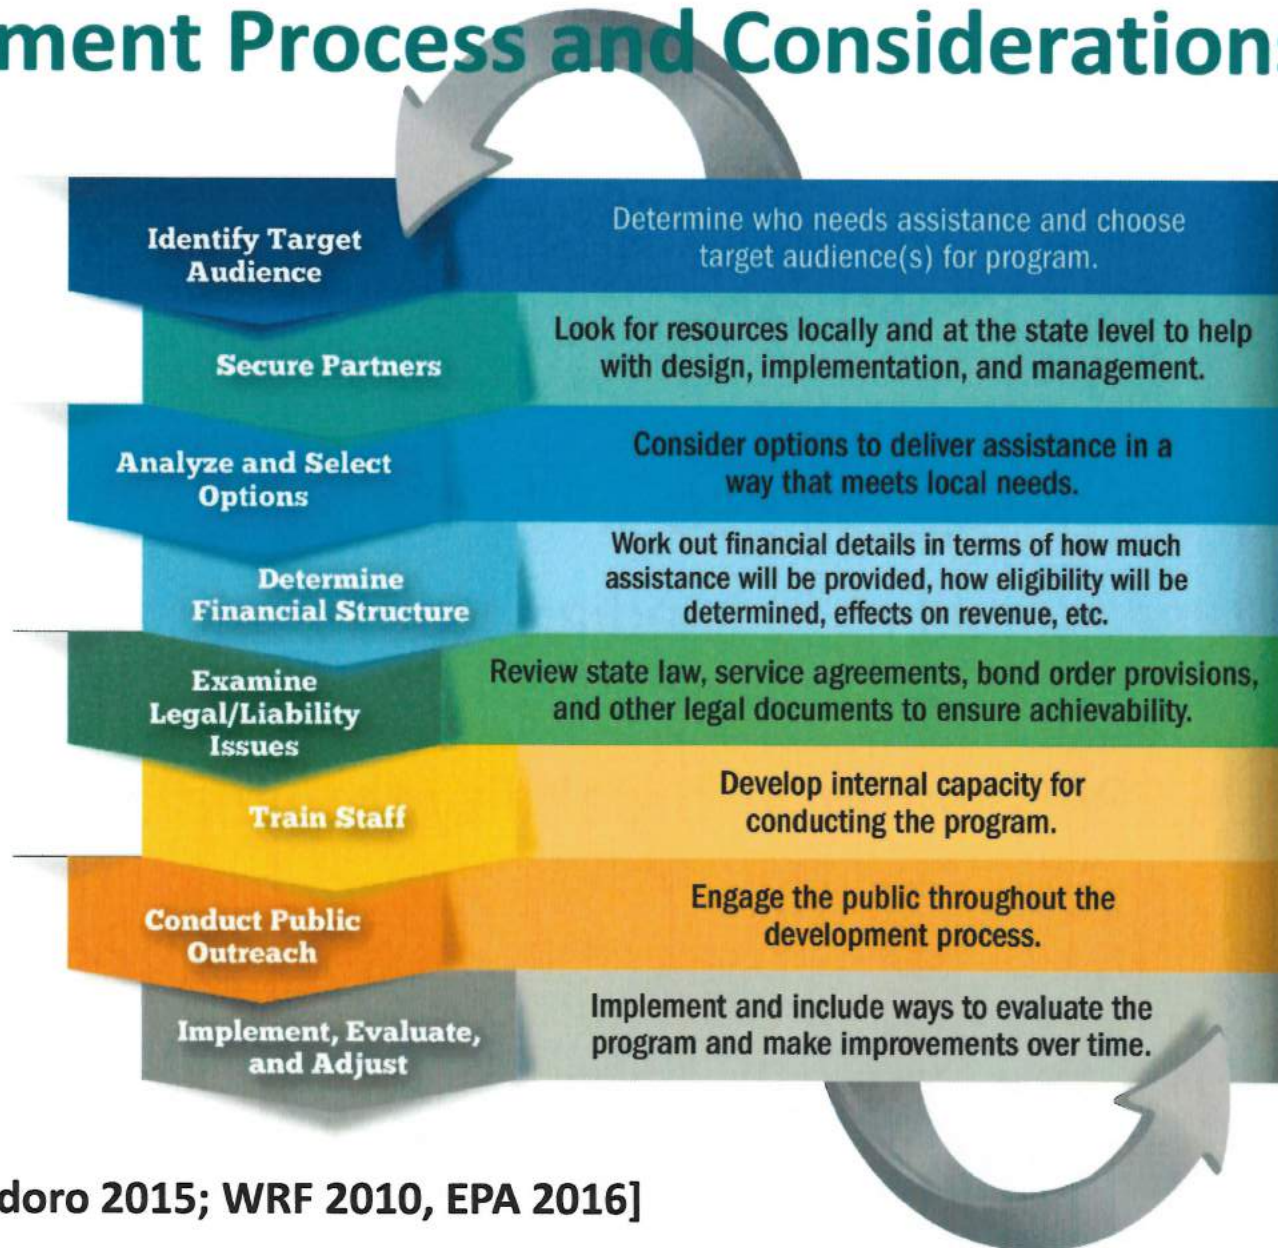 ment Process and Consideration
Identify Target
Audience
Determine who needs assistance and choose
target audience(s) for program.
Secure Partners
Look for resources locally and at the state level to help
with design, implementation, and management.
Analyze and Select
Options
Consider options to deliver assistance in a
way that meets local needs.
Determine
Financial Structure
Work out financial details in terms of how much
assistance will be provided, how eligibility will be
determined, effects on revenue, etc.
Examine
Legal/Liability
Issues
Review state law, service agreements, bond order provisions,
and other legal documents to ensure achievability.
Train Staff
Develop internal capacity for
conducting the program.
Conduct Public
Outreach
Engage the public throughout the
development process.
Implement, Evaluate,
and Adjust
Implement and include ways to evaluate the
program and make improvements over time.
doro 2015; WRF 2010, EPA 2016]